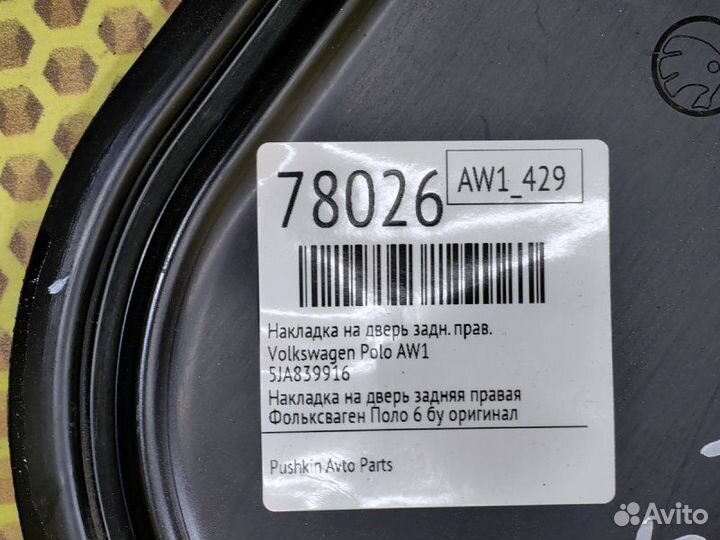 78026
AW1_429
Накладка на дверь задн. прав.
Volkswagen Polo AW1
5JA839916
Накладка на дверь задняя правая
Фольксваген Поло 6 бу оригинал
Pushkin Avto Parts
Avito